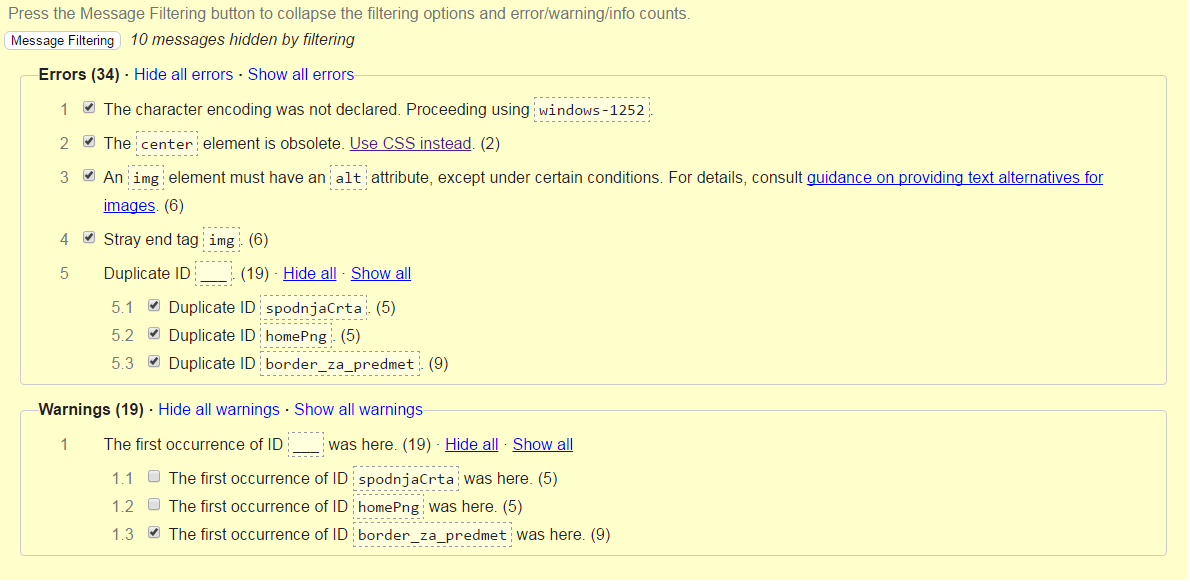 Press the Message Filtering button to collapse the filtering options and error/warning/info counts.
Message Filtering 10 messages hidden by filtering
Errors (34) · Hide all errors · Show all errors
1 The character encoding was not declared. Proceeding using windows-1252.
2 The center element is obsolete. Use CSS instead. (2)
3 An img element must have an alt attribute, except under certain conditions. For details, consult guidance on providing text alternatives for
images. (6)
4 Stray end tag img. (6)
5 Duplicate ID ___. (19) · Hide all · Show all
5.1 Duplicate ID spodnjaCrta. (5)
5.2 Duplicate ID homePng. (5)
5.3 Duplicate ID border_za_predmet. (9)
Warnings (19) · Hide all warnings · Show all warnings
1 The first occurrence of ID ___ was here. (19) · Hide all · Show all
1.1 The first occurrence of ID spodnjaCrta was here. (5)
1.2 The first occurrence of ID homePng was here. (5)
1.3 The first occurrence of ID border_za_predmet was here. (9)